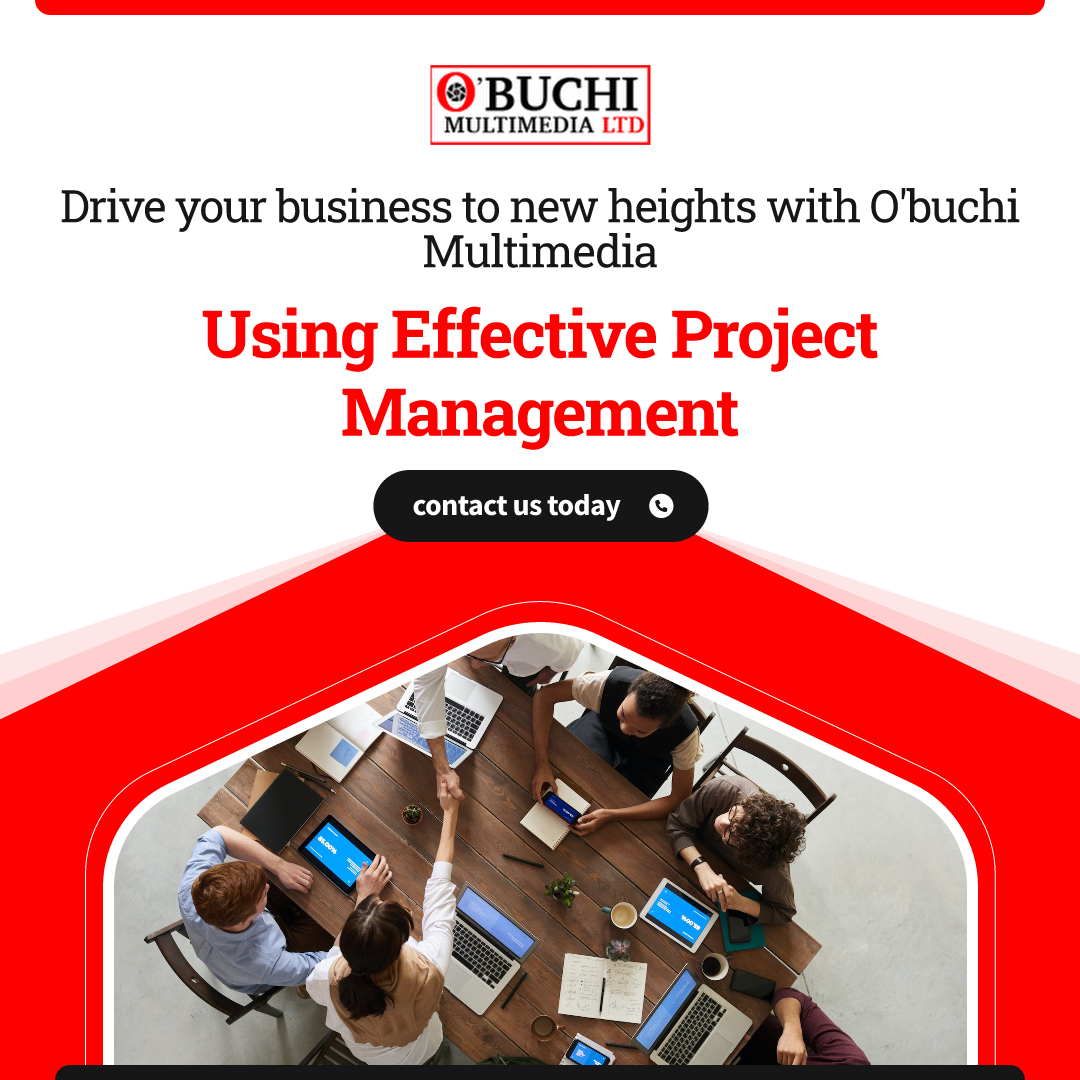 O'BUCHI
MULTIMEDIA LTD
Drive your business to new heights with O'buchi
Multimedia
Using Effective Project
Management
contact us today